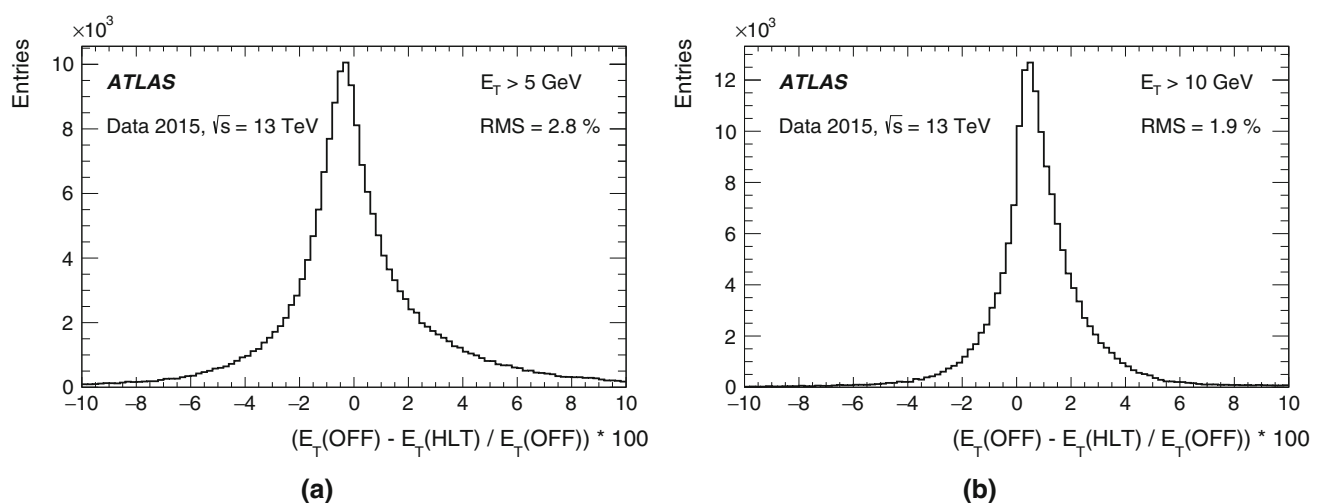 ×10³
Entries
10
8
6
4
2
0
ATLAS
E_T > 5 GeV
Data 2015, √s = 13 TeV
RMS = 2.8 %
−10 −8 −6 −4 −2 0 2 4 6 8 10
(E_T(OFF) - E_T(HLT) / E_T(OFF)) * 100
(a)
×10³
Entries
12
10
8
6
4
2
0
ATLAS
E_T > 10 GeV
Data 2015, √s = 13 TeV
RMS = 1.9 %
−10 −8 −6 −4 −2 0 2 4 6 8 10
(E_T(OFF) - E_T(HLT) / E_T(OFF)) * 100
(b)